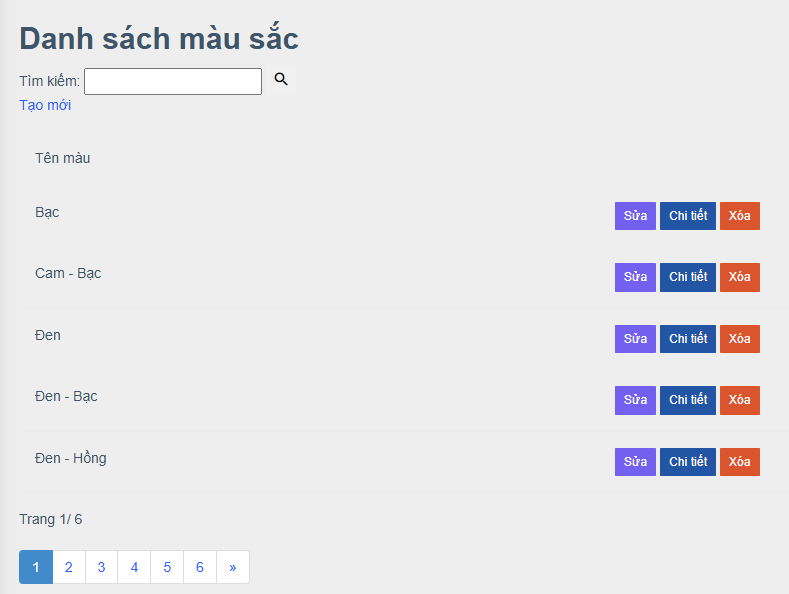 Danh sách màu sắc
Tìm kiếm:
Tạo mới
Tên màu
Bạc Sửa Chi tiết Xóa
Cam - Bạc Sửa Chi tiết Xóa
Đen Sửa Chi tiết Xóa
Đen - Bạc Sửa Chi tiết Xóa
Đen - Hồng Sửa Chi tiết Xóa
Trang 1/ 6
1 2 3 4 5 6 »